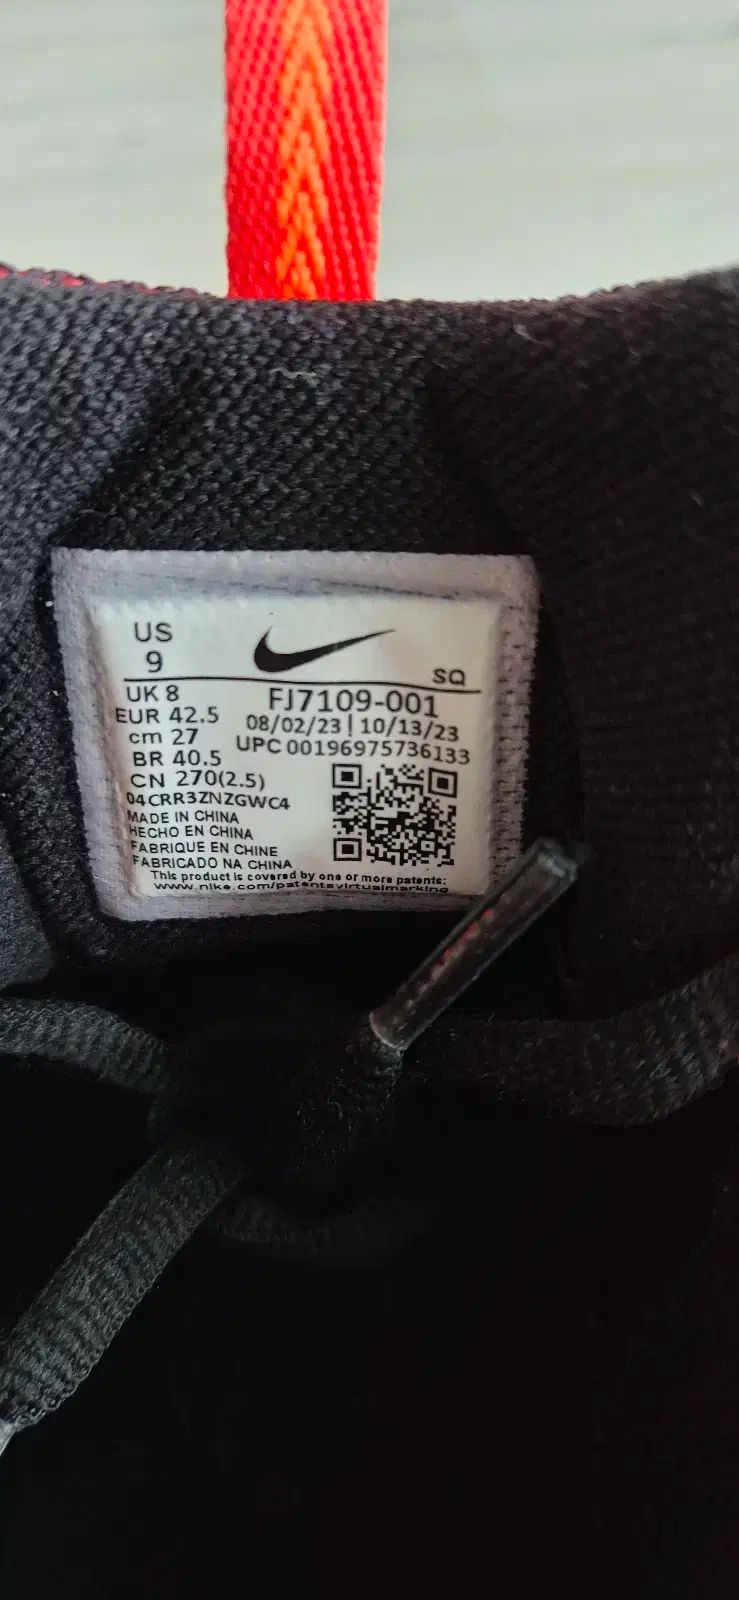 US
9
SQ
UK 8
FJ7109-001
EUR 42.5
08/02/23 | 10/13/23
cm 27
UPC 00196975736133
BR 40.5
CN 270(2.5)
04CRR3ZNZGWC4
MADE IN CHINA
HECHO EN CHINA
FABRIQUE EN CHINE
FABRICADO NA CHINA
This product is covered by one or more patents:
www.nike.com/patentsvirtualmarking